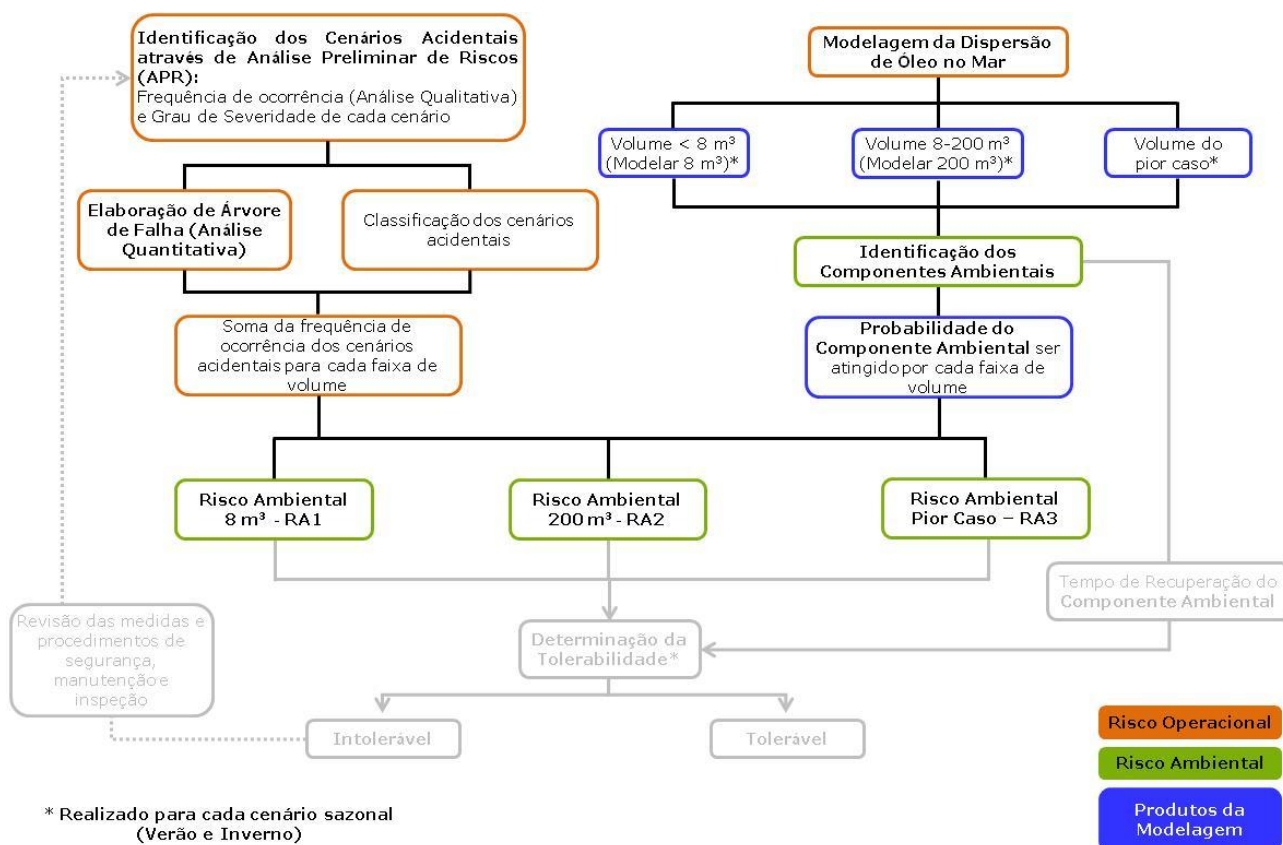 Identificação dos Cenários Acidentais
através de Análise Preliminar de Riscos
(APR):
Frequência de ocorrência (Análise Qualitativa)
e Grau de Severidade de cada cenário
Modelagem da Dispersão
de Óleo no Mar
Volume < 8 m³
(Modelar 8 m³)*
Volume 8-200 m³
(Modelar 200 m³)*
Volume do
pior caso*
Elaboração de Árvore
de Falha (Análise
Quantitativa)
Classificação dos cenários
acidentais
Identificação dos
Componentes Ambientais
Soma da frequência de
ocorrência dos cenários
acidentais para cada faixa de
volume
Probabilidade do
Componente Ambiental ser
atingido por cada faixa de
volume
Risco Ambiental
8 m³ - RA1
Risco Ambiental
200 m³ - RA2
Risco Ambiental
Pior Caso – RA3
Tempo de Recuperação do
Componente Ambiental
Revisão das medidas e
procedimentos de
segurança,
manutenção e
inspeção
Determinação da
Tolerabilidade*
Intolerável
Tolerável
Risco Operacional
Risco Ambiental
Produtos da
Modelagem
* Realizado para cada cenário sazonal
(Verão e Inverno)